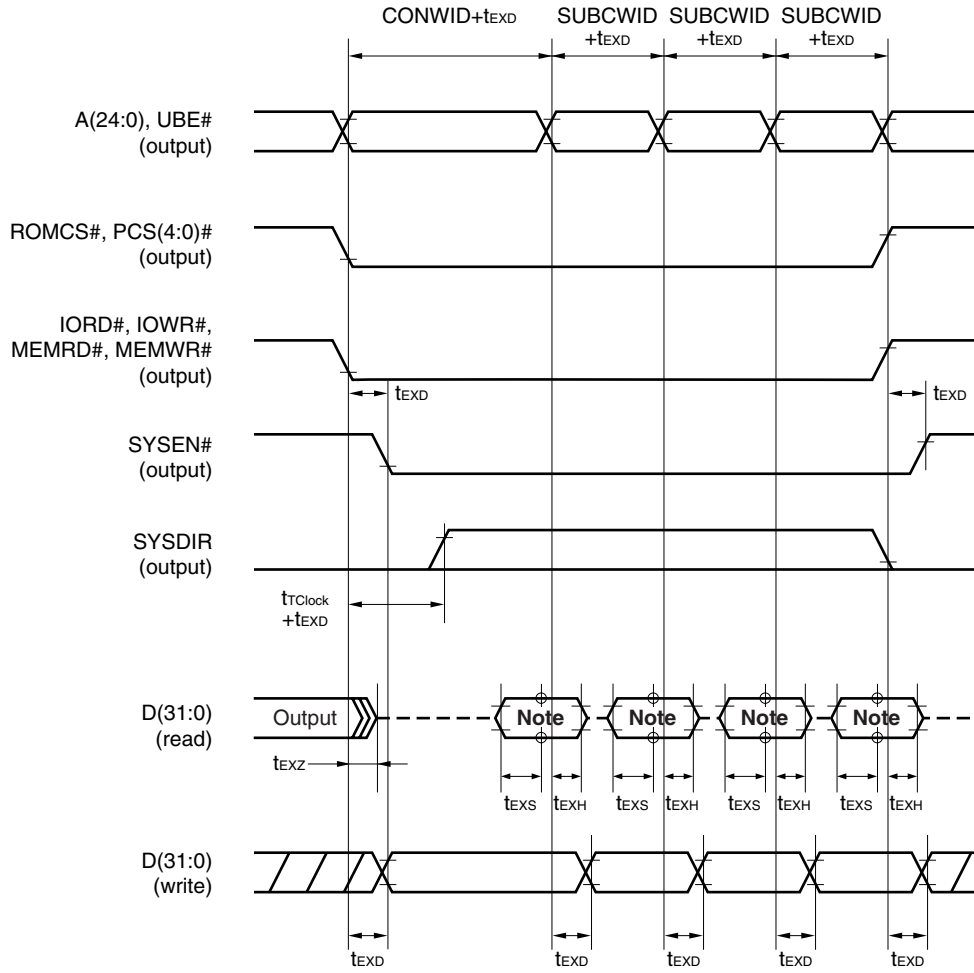 CONWID+tEXD
SUBCWID
+tEXD
SUBCWID
+tEXD
SUBCWID
+tEXD
A(24:0), UBE#
(output)
ROMCS#, PCS(4:0)#
(output)
IORD#, IOWR#,
MEMRD#, MEMWR#
(output)
tEXD
tEXD
SYSEN#
(output)
SYSDIR
(output)
tTClock
+tEXD
D(31:0)
(read)
Output
Note
Note
Note
Note
tEXZ
tEXS
tEXH
tEXS
tEXH
tEXS
tEXH
tEXS
tEXH
D(31:0)
(write)
tEXD
tEXD
tEXD
tEXD
tEXD